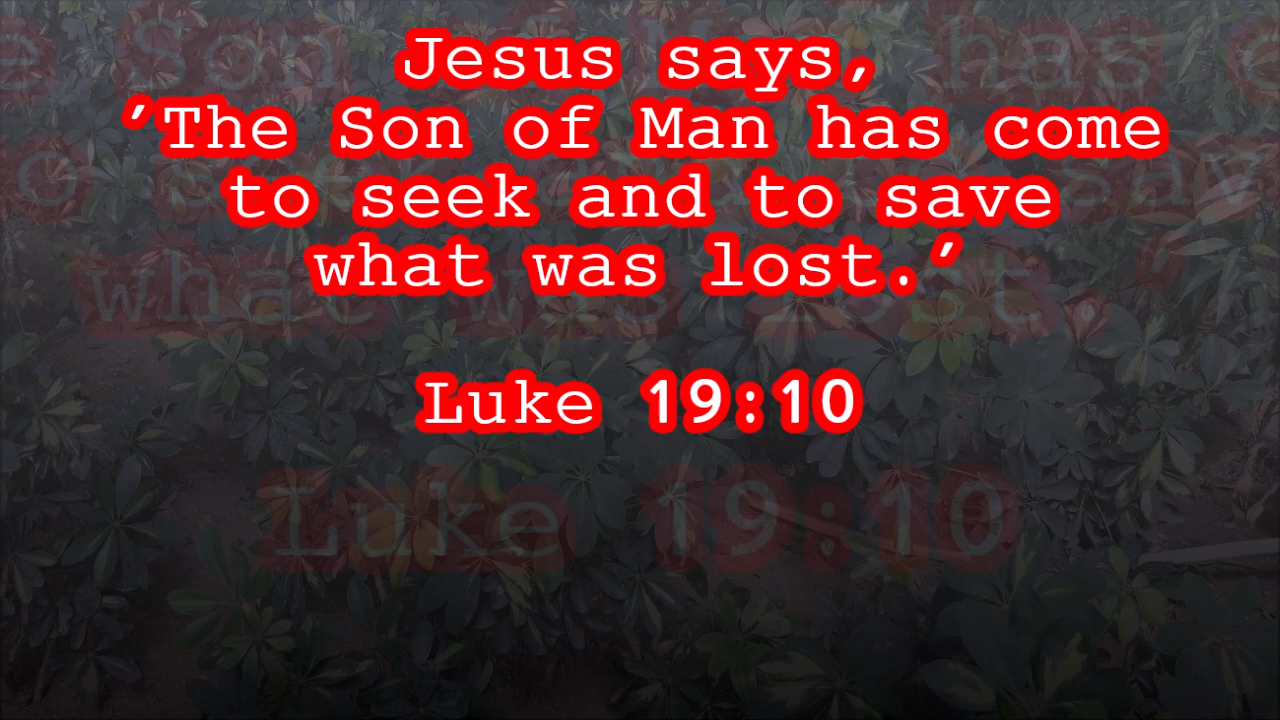 Jesus says,
’The Son of Man has come
to seek and to save
what was lost.’
Luke 19:10